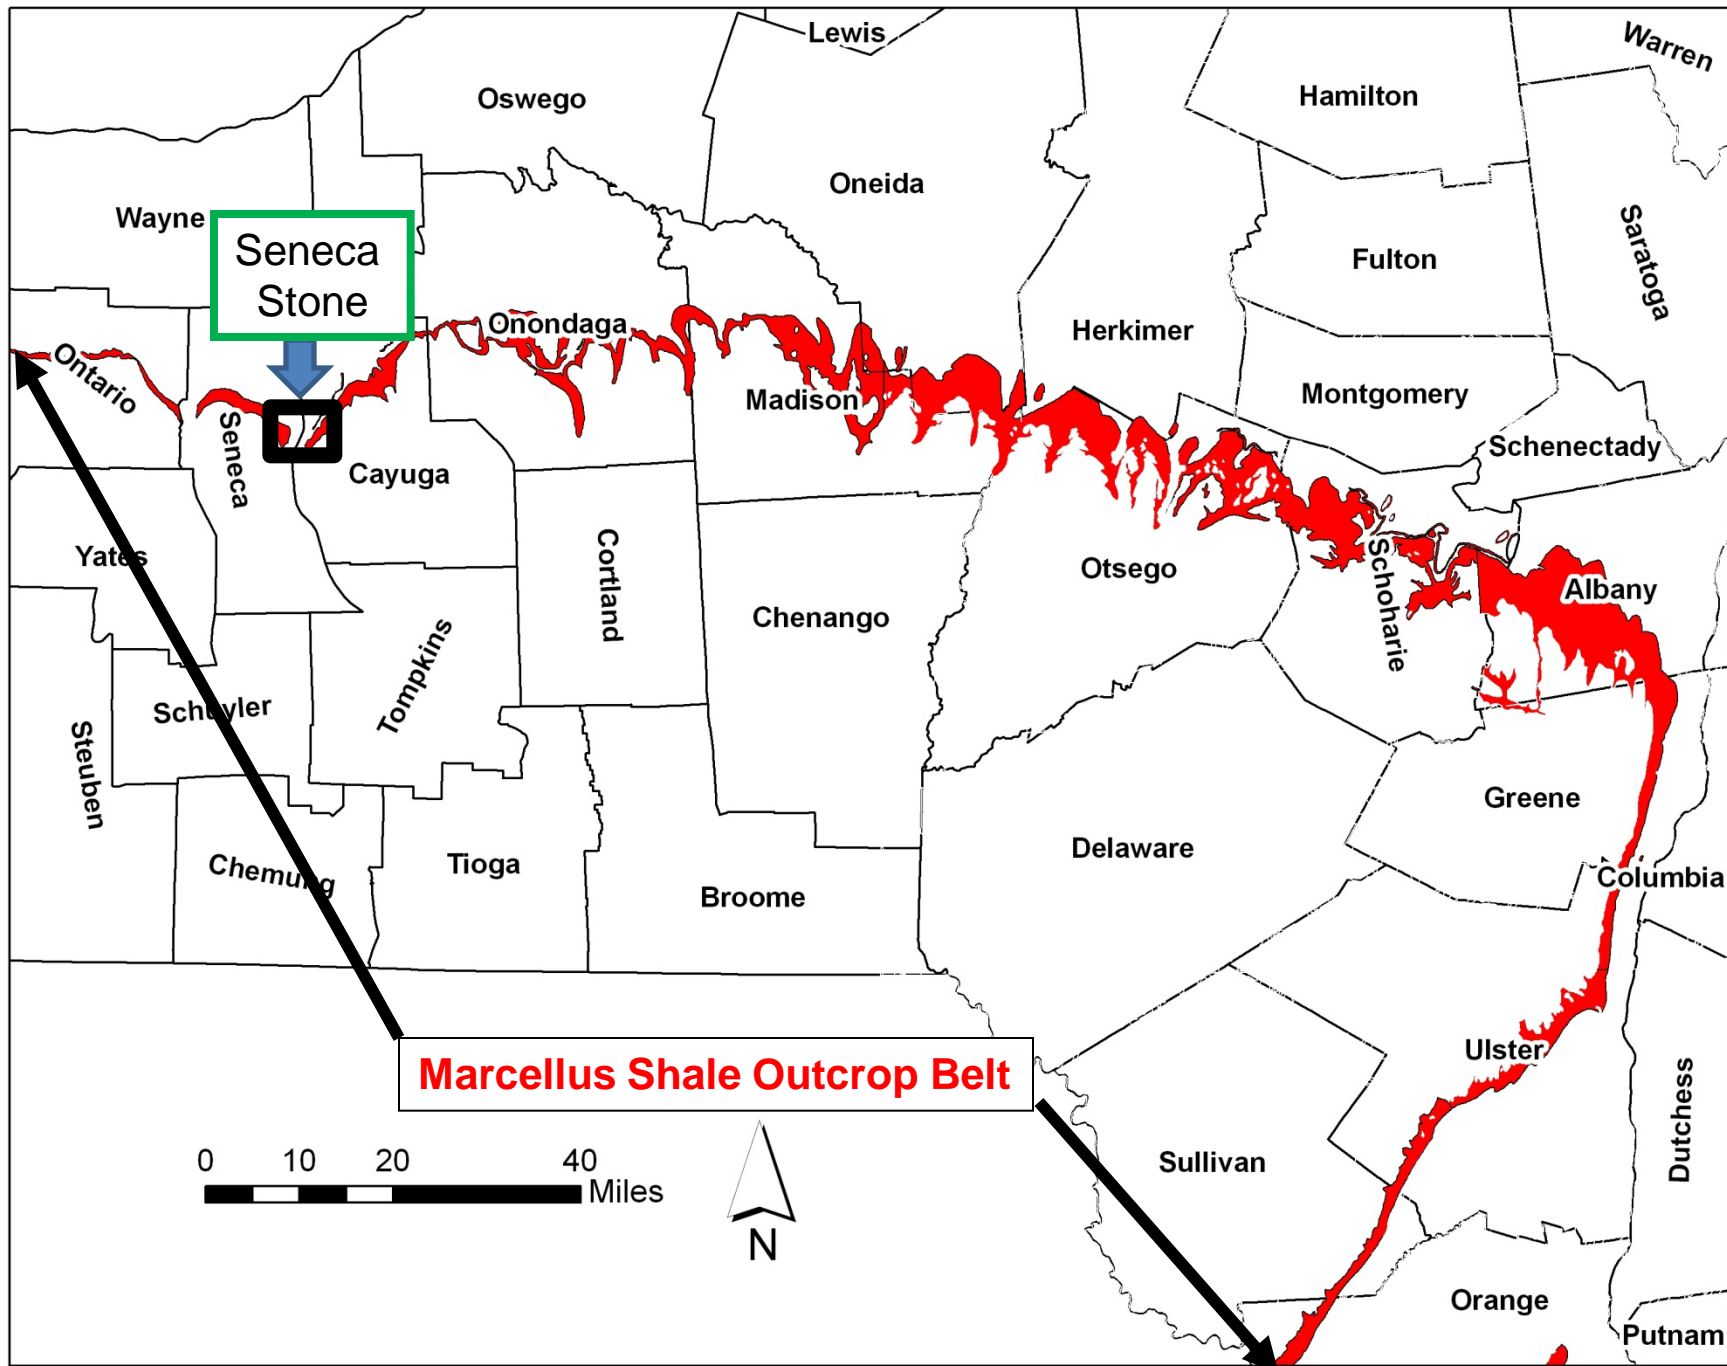 Lewis
Warren
Oswego
Hamilton
Oneida
Wayne
Seneca
Stone
Fulton
Saratoga
Onondaga
Herkimer
Ontario
Madison
Montgomery
Schenectady
Seneca
Cayuga
Yates
Cortland
Otsego
Schoharie
Albany
Chenango
Tompkins
Schuyler
Steuben
Greene
Delaware
Tioga
Chemung
Columbia
Broome
Ulster
Marcellus Shale Outcrop Belt
Dutchess
0 10 20 40
Miles
Sullivan
N
Orange
Putnam